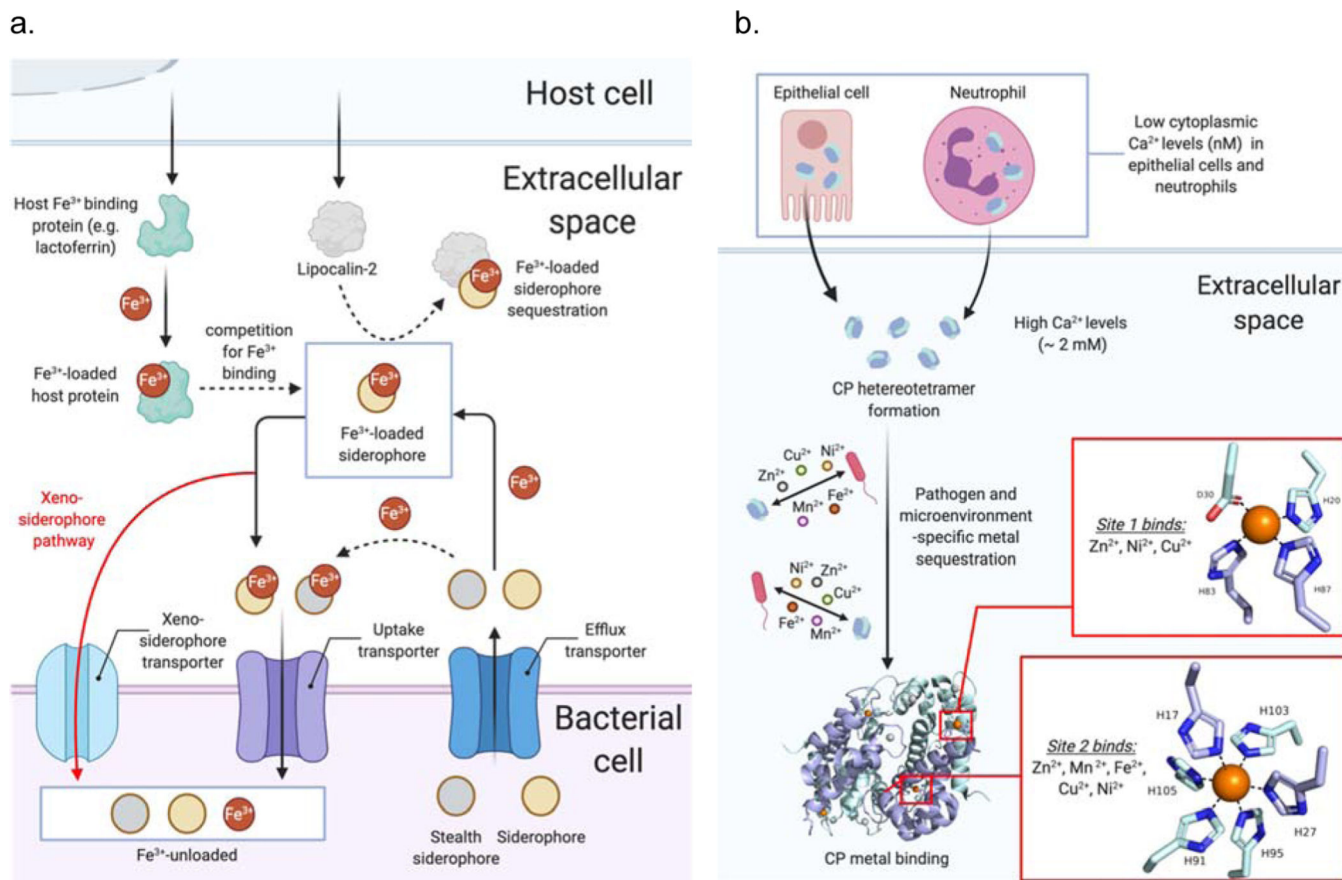 a.
Host cell
Extracellular
space
Host Fe³⁺ binding
protein (e.g.
lactoferrin)
Lipocalin-2
Fe³⁺
Fe³⁺-loaded
siderophore
sequestration
Fe³⁺
competition
for Fe³⁺
binding
Fe³⁺-loaded
host protein
Fe³⁺
Fe³⁺
Fe³⁺-loaded
siderophore
Fe³⁺
Xeno-
siderophore
pathway
Fe³⁺
Fe³⁺
Fe³⁺
Xeno-
siderophore
transporter
Uptake
transporter
Efflux
transporter
Bacterial
cell
Fe³⁺
Fe³⁺-unloaded
Stealth
siderophore
Siderophore
b.
Epithelial cell
Neutrophil
Low cytoplasmic
Ca²⁺ levels (nM) in
epithelial cells and
neutrophils
Extracellular
space
High Ca²⁺ levels
(~ 2 mM)
CP hetereotetramer
formation
Cu²⁺
Ni²⁺
Zn²⁺
Fe²⁺
Mn²⁺
Pathogen and
microenvironment
-specific metal
sequestration
Ni²⁺
Zn²⁺
Cu²⁺
Fe²⁺
Mn²⁺
Site 1 binds:
Zn²⁺, Ni²⁺, Cu²⁺
D30
H20
H83
H87
Site 2 binds:
Zn²⁺, Mn²⁺, Fe²⁺,
Cu²⁺, Ni²⁺
H17
H103
H105
H27
H91
H95
CP metal binding